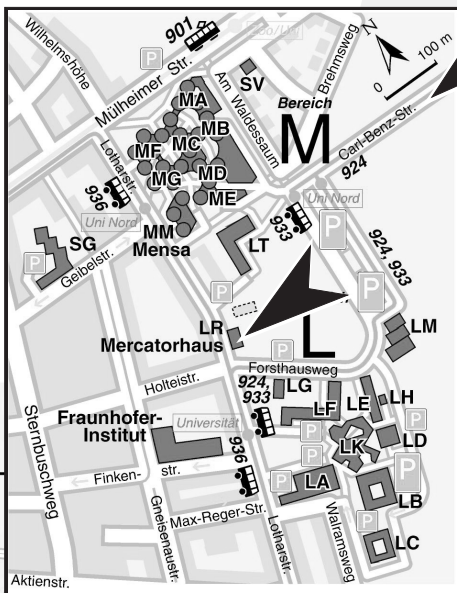 901
Wilhelmshöhe
P
Mülheimer Str.
Zoo/Uni
Am Waldessaum
Brehmsweg
N
0 100 m
SV
Bereich
M
Carl-Benz-Str.
924
MA
MB
MC
MF
MG
MD
ME
MM
Mensa
Lotharstr.
936
Uni Nord
SG
P
Geibelstr.
LT
933
Uni Nord
P
924, 933
P
P
LR
Mercatorhaus
L
LM
P
Forsthausweg
Holteistr.
924,
933
LG
LF
LE
LH
P
LD
LK
P
P
Universität
Fraunhofer-
Institut
936
P
LA
P
LB
P
LC
Sternbuschweg
Finken-
str.
Gneisenaustr.
Max-Reger-Str.
Lotharstr.
Walramsweg
Aktienstr.